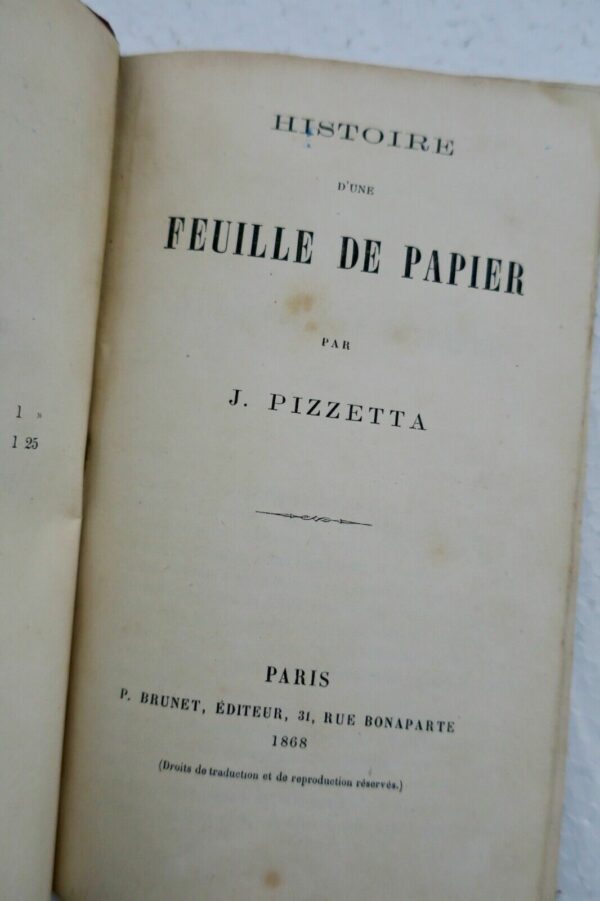 1 »
1 25
HISTOIRE
D'UNE
FEUILLE DE PAPIER
PAR
J. PIZZETTA
PARIS
P. BRUNET, ÉDITEUR, 31, RUE BONAPARTE
1868
(Droits de traduction et de reproduction réservés.)